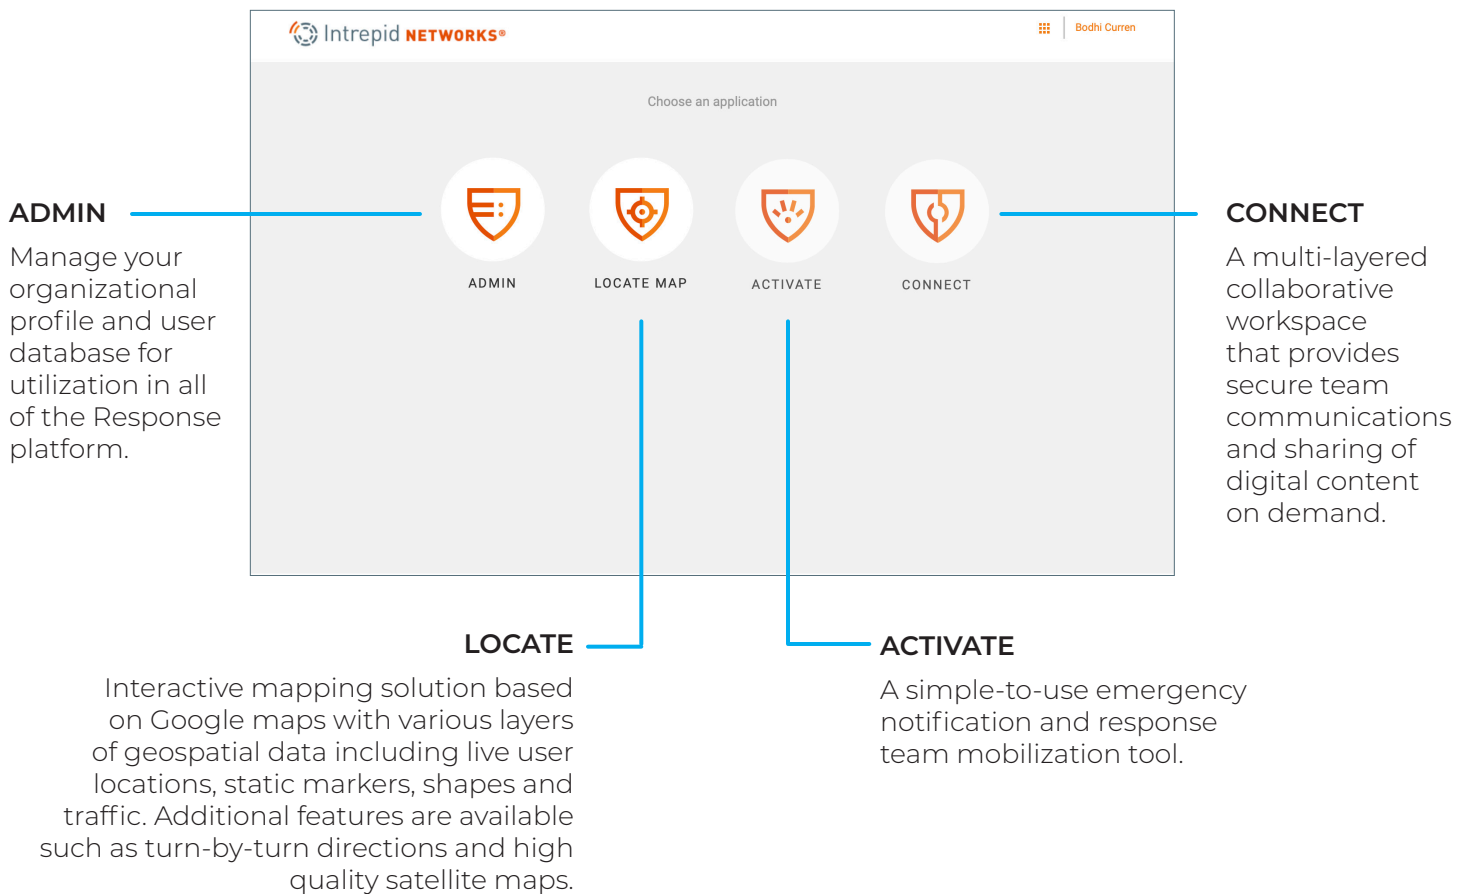 Intrepid NETWORKS®
Bodhi Curren
Choose an application
ADMIN
LOCATE MAP
ACTIVATE
CONNECT
ADMIN
Manage your
organizational
profile and user
database for
utilization in all
of the Response
platform.
CONNECT
A multi-layered
collaborative
workspace
that provides
secure team
communications
and sharing of
digital content
on demand.
LOCATE
Interactive mapping solution based
on Google maps with various layers
of geospatial data including live user
locations, static markers, shapes and
traffic. Additional features are available
such as turn-by-turn directions and high
quality satellite maps.
ACTIVATE
A simple-to-use emergency
notification and response
team mobilization tool.